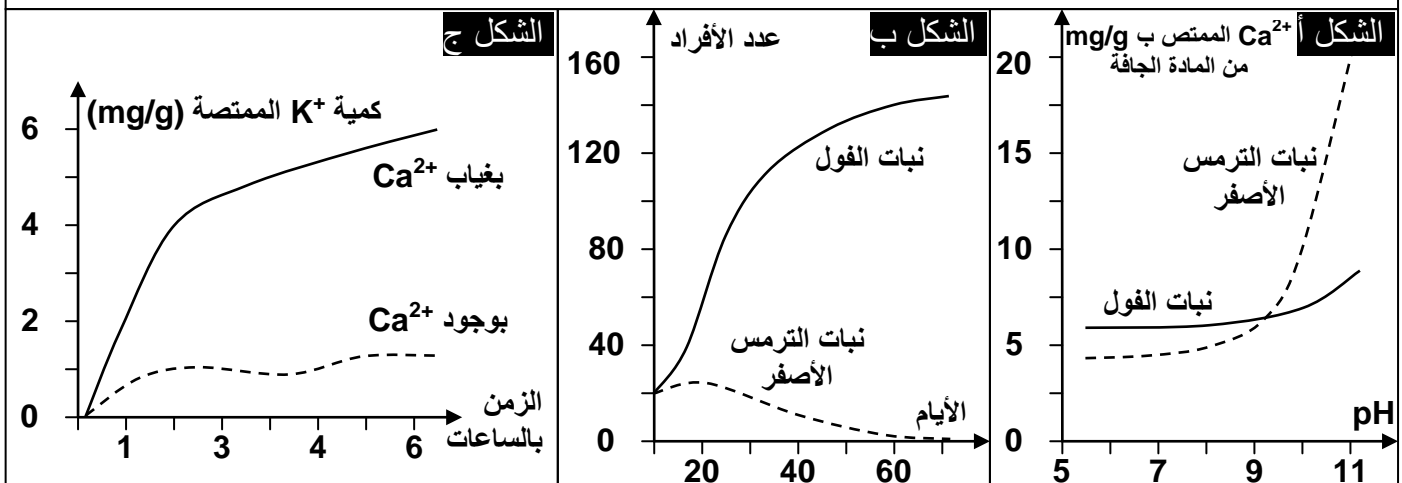 الشكل أ
Ca²⁺ الممتص ب mg/g
من المادة الجافة
20
15
10
5
0
نبات الترمس
الأصفر
نبات الفول
pH
5 7 9 11
الشكل ب
عدد الأفراد
160
120
80
40
0
نبات الفول
نبات الترمس
الأصفر
الأيام
20 40 60
الشكل ج
كمية K⁺ الممتصة (mg/g)
6
4
2
0
بغياب Ca²⁺
بوجود Ca²⁺
الزمن
بالساعات
1 3 4 6